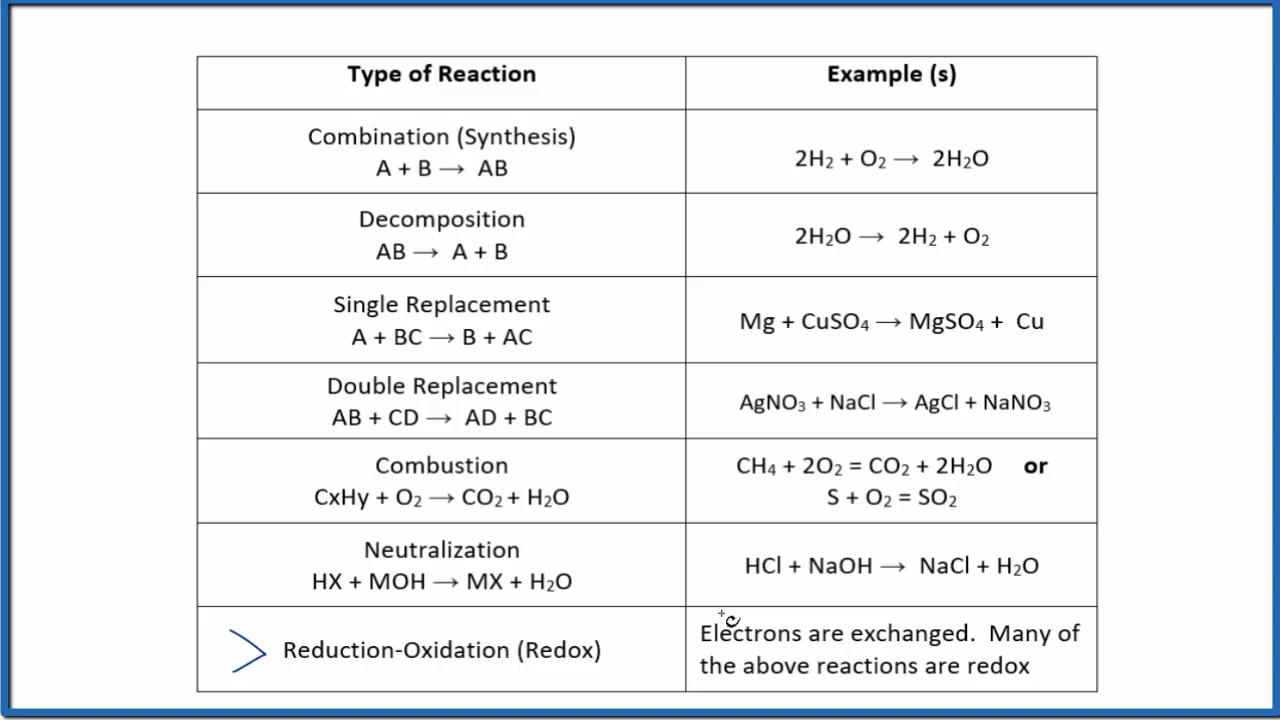 Type of Reaction
Example (s)
Combination (Synthesis)
A + B → AB
2H₂ + O₂ → 2H₂O
Decomposition
AB → A + B
2H₂O → 2H₂ + O₂
Single Replacement
A + BC → B + AC
Mg + CuSO₄ → MgSO₄ + Cu
Double Replacement
AB + CD → AD + BC
AgNO₃ + NaCl → AgCl + NaNO₃
Combustion
CxHy + O₂ → CO₂ + H₂O
CH₄ + 2O₂ = CO₂ + 2H₂O or
S + O₂ = SO₂
Neutralization
HX + MOH → MX + H₂O
HCl + NaOH → NaCl + H₂O
Reduction-Oxidation (Redox)
Electrons are exchanged. Many of
the above reactions are redox